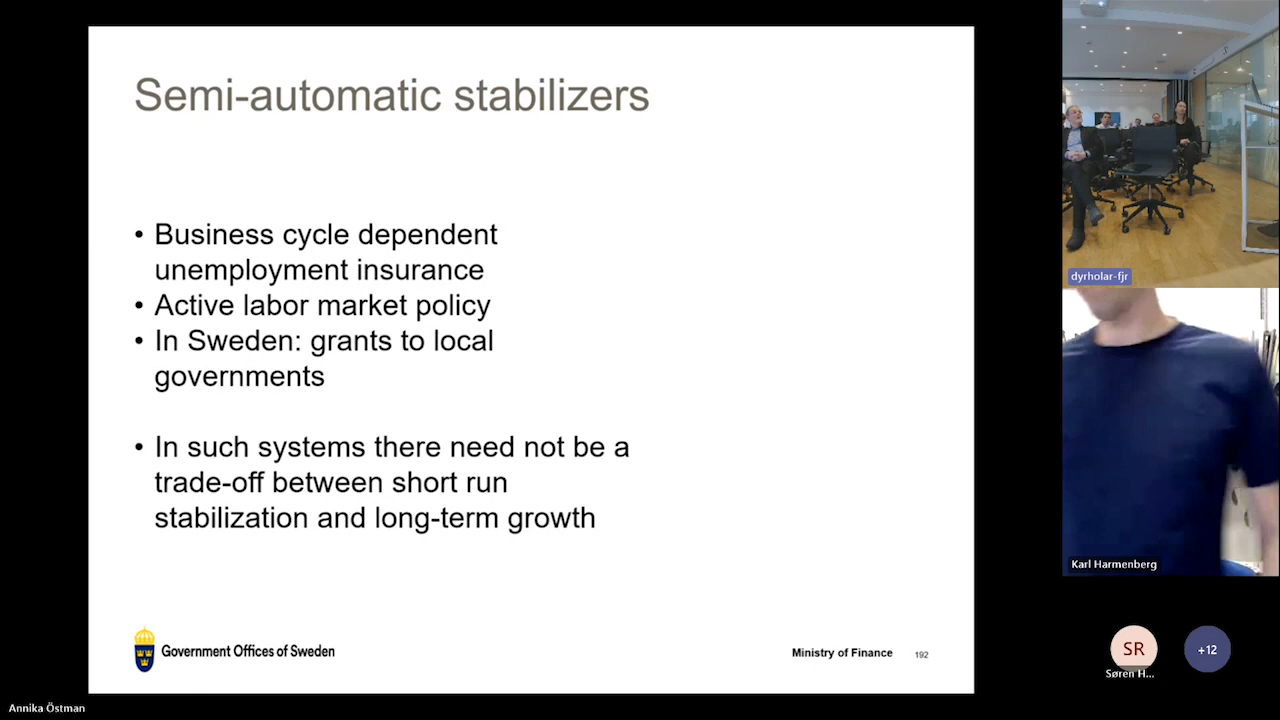 Semi-automatic stabilizers
• Business cycle dependent
unemployment insurance
• Active labor market policy
• In Sweden: grants to local
governments
• In such systems there need not be a
trade-off between short run
stabilization and long-term growth
Government Offices of Sweden
Ministry of Finance
192
dyrholar-fjr
Karl Harmenberg
SR
Søren H...
+12
Annika Östman